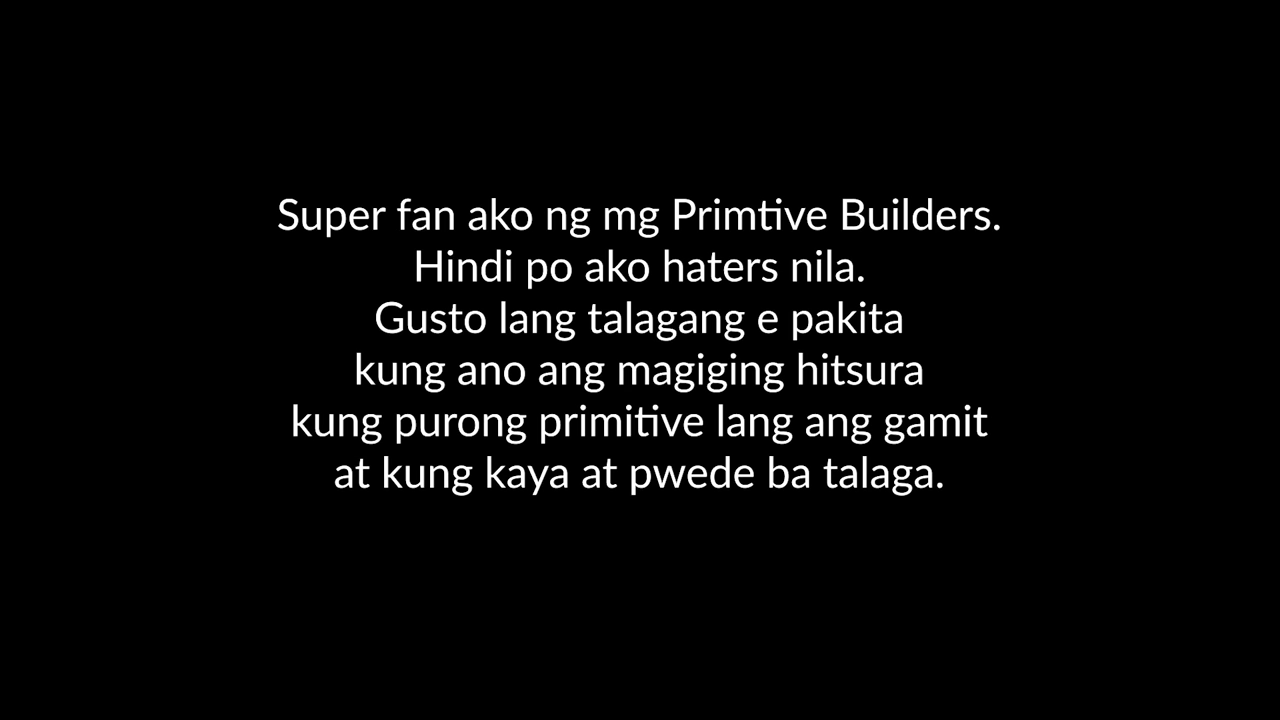 Super fan ako ng mg Primtive Builders.
Hindi po ako haters nila.
Gusto lang talagang e pakita
kung ano ang magiging hitsura
kung purong primitive lang ang gamit
at kung kaya at pwede ba talaga.